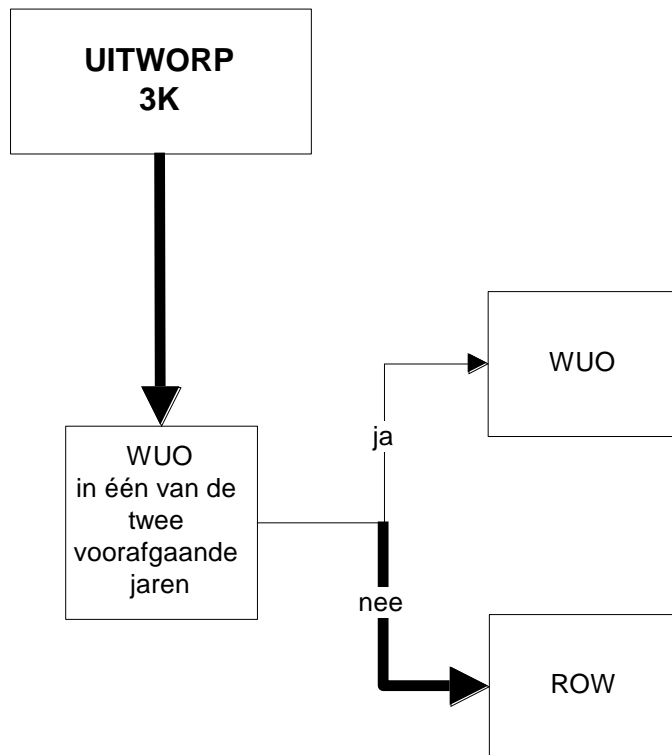 UITWORP
3K
WUO
ja
WUO
in één van de
twee
voorafgaande
jaren
nee
ROW